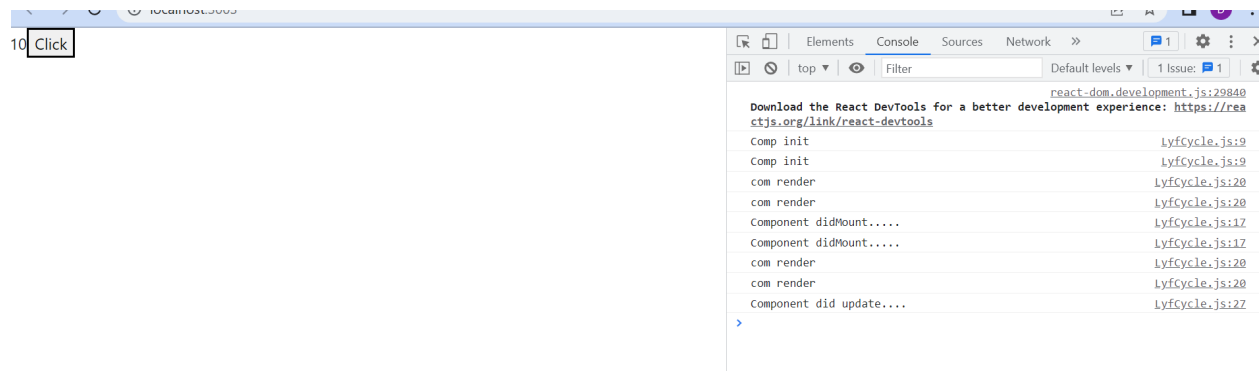 localhost:3003
10 Click
Elements Console Sources Network » 1
top ▼ Filter Default levels ▼ 1 Issue: 1
react-dom.development.js:29840
Download the React DevTools for a better development experience: https://rea
ctjs.org/link/react-devtools
Comp init LyfCycle.js:9
Comp init LyfCycle.js:9
com render LyfCycle.js:20
com render LyfCycle.js:20
Component didMount..... LyfCycle.js:17
Component didMount..... LyfCycle.js:17
com render LyfCycle.js:20
com render LyfCycle.js:20
Component did update.... LyfCycle.js:27
>